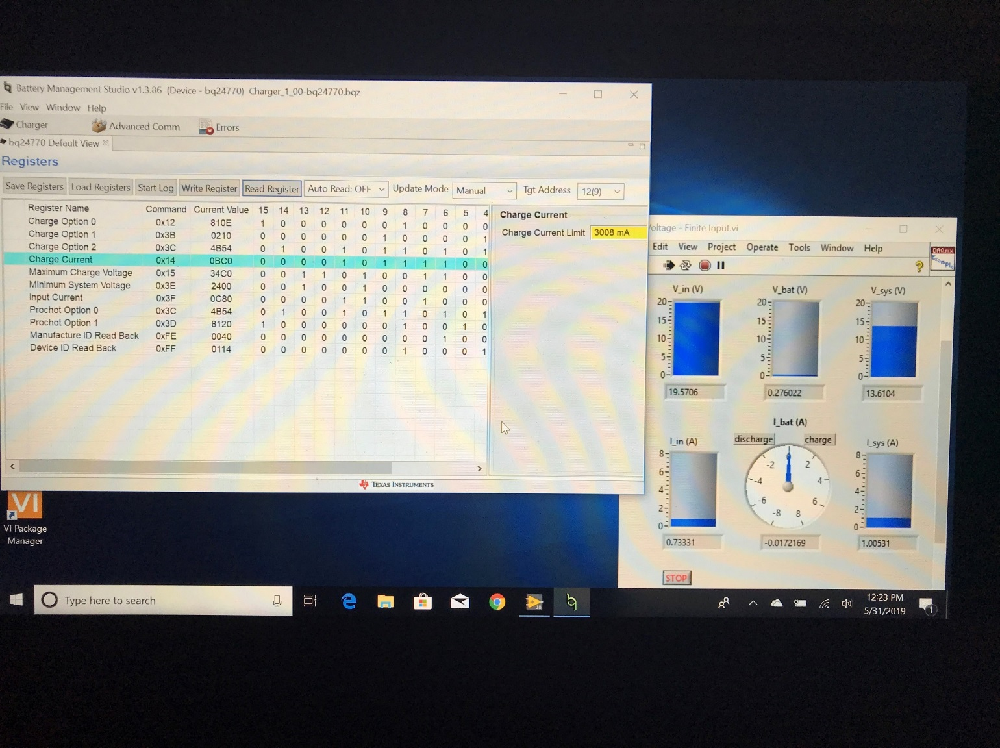 Battery Management Studio v1.3.86 (Device - bq24770) Charger_1_00-bq24770.bqz
File View Window Help
Charger Advanced Comm Errors
bq24770 Default View
Registers
Save Registers Load Registers Start Log Write Register Read Register Auto Read: OFF Update Mode Manual Tgt Address 12(9)
Register Name Command Current Value 15 14 13 12 11 10 9 8 7 6 5 4
Charge Option 0 0x12 810E 1 0 0 0 0 0 0 1 0 0 0 0
Charge Option 1 0x3B 0210 0 0 0 0 0 0 1 0 0 0 0 1
Charge Option 2 0x3C 4B54 0 1 0 0 1 0 1 1 0 1 0 1
Charge Current 0x14 0BC0 0 0 0 0 1 0 1 1 1 1 0 0
Maximum Charge Voltage 0x15 34C0 0 0 1 1 0 1 0 0 1 1 0 0
Minimum System Voltage 0x3E 2400 0 0 1 0 0 1 0 0 0 0 0 0
Input Current 0x3F 0C80 0 0 0 0 1 1 0 0 1 0 0 0
Prochot Option 0 0x3C 4B54 0 1 0 0 1 0 1 1 0 1 0 1
Prochot Option 1 0x3D 8120 1 0 0 0 0 0 0 1 0 0 1 0
Manufacture ID Read Back 0xFE 0040 0 0 0 0 0 0 0 0 0 1 0 0
Device ID Read Back 0xFF 0114 0 0 0 0 0 0 0 1 0 0 0 1
Charge Current
Charge Current Limit 3008 mA
TEXAS INSTRUMENTS
oltage - Finite Input.vi
Edit View Project Operate Tools Window Help
DAQmx
Example
V_in (V) V_bat (V) V_sys (V)
20 20 20
15 15 15
10 10 10
5 5 5
0 0 0
19.5706 0.276022 13.6104
I_bat (A)
I_in (A) discharge charge I_sys (A)
8 0 8
6 -2 2 6
4 -4 4 4
2 -6 6 2
0 -8 8 0
0.73331 -0.0172169 1.00531
STOP
VI
VI Package
Manager
Type here to search
18
12:23 PM
5/31/2019
1